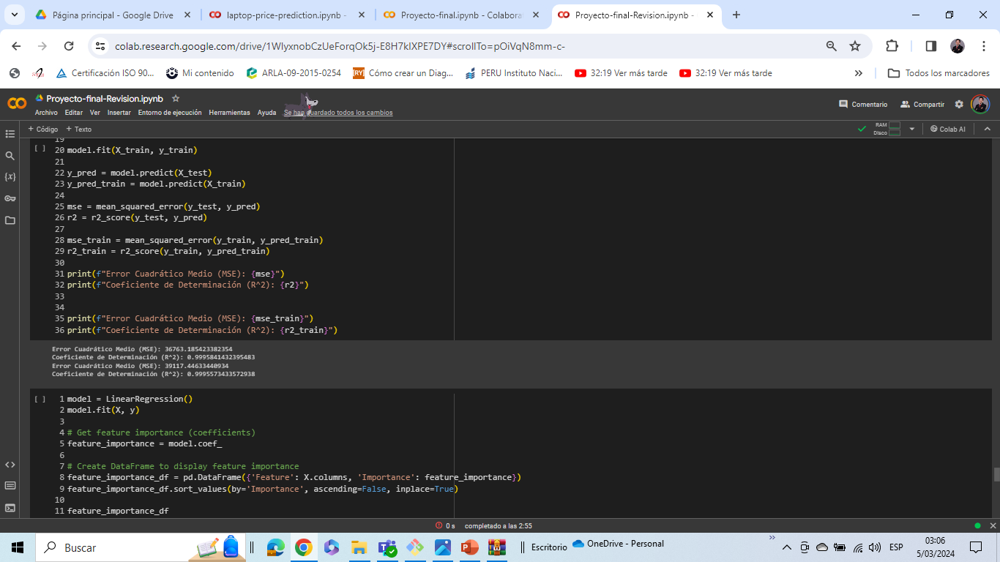 Página principal - Google Drive
laptop-price-prediction.ipynb -
Proyecto-final.ipynb - Colabora
Proyecto-final-Revision.ipynb -
colab.research.google.com/drive/1WlyxnobCzUeForqOk5j-E8H7kIXPE7DY#scrollTo=pOiVqN8mm-c-
Certificación ISO 90...
Mi contenido
ARLA-09-2015-0254
[RY] Cómo crear un Diag...
PERU Instituto Naci...
32:19 Ver más tarde
32:19 Ver más tarde
Todos los marcadores
Proyecto-final-Revision.ipynb
Archivo Editar Ver Insertar Entorno de ejecución Herramientas Ayuda Se han guardado todos los cambios
Comentario
Compartir
+ Código + Texto
RAM
Disco
Colab AI
19
[ ] 20 model.fit(X_train, y_train)
21
22 y_pred = model.predict(X_test)
23 y_pred_train = model.predict(X_train)
24
25 mse = mean_squared_error(y_test, y_pred)
26 r2 = r2_score(y_test, y_pred)
27
28 mse_train = mean_squared_error(y_train, y_pred_train)
29 r2_train = r2_score(y_train, y_pred_train)
30
31 print(f"Error Cuadrático Medio (MSE): {mse}")
32 print(f"Coeficiente de Determinación (R^2): {r2}")
33
34
35 print(f"Error Cuadrático Medio (MSE): {mse_train}")
36 print(f"Coeficiente de Determinación (R^2): {r2_train}")
Error Cuadrático Medio (MSE): 36763.185423382354
Coeficiente de Determinación (R^2): 0.9995841432395483
Error Cuadrático Medio (MSE): 39117.44633440934
Coeficiente de Determinación (R^2): 0.9995573433572938
[ ] 1 model = LinearRegression()
2 model.fit(X, y)
3
4 # Get feature importance (coefficients)
5 feature_importance = model.coef_
6
7 # Create DataFrame to display feature importance
8 feature_importance_df = pd.DataFrame({'Feature': X.columns, 'Importance': feature_importance})
9 feature_importance_df.sort_values(by='Importance', ascending=False, inplace=True)
10
11 feature_importance_df
0 s completado a las 2:55
Buscar
Escritorio
OneDrive - Personal
ESP
03:06
5/03/2024